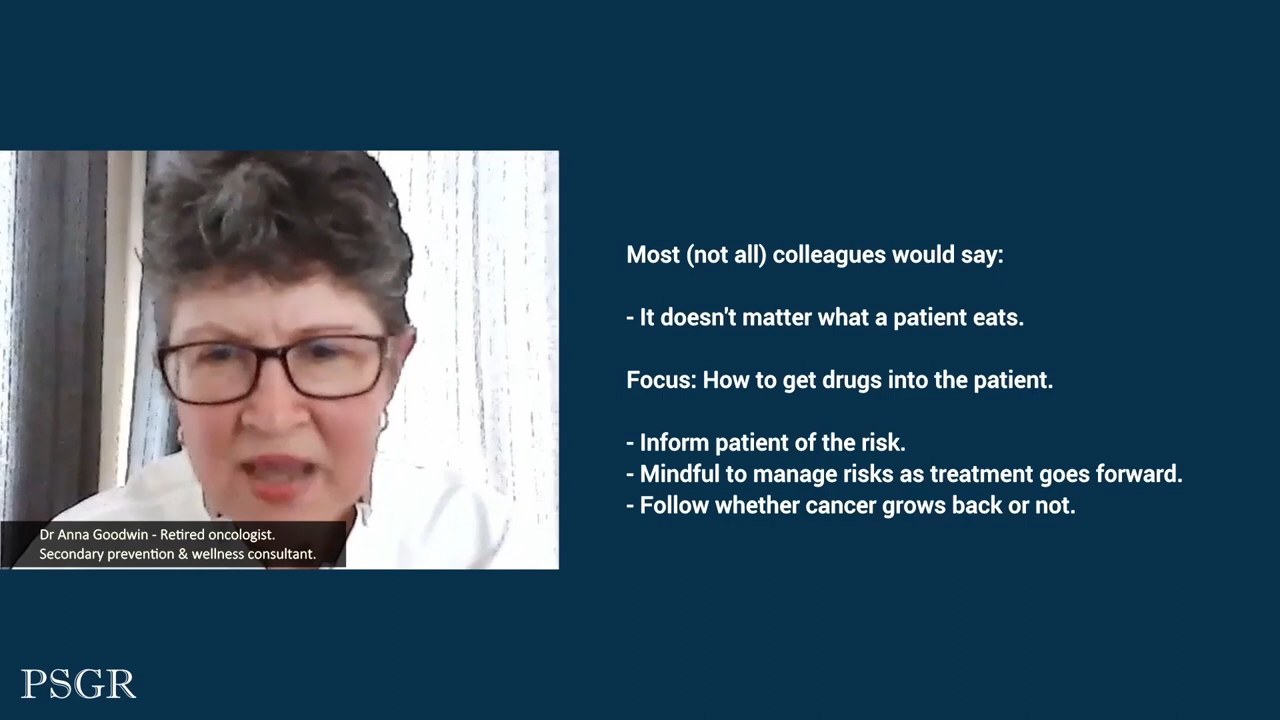 Most (not all) colleagues would say:
- It doesn't matter what a patient eats.
Focus: How to get drugs into the patient.
- Inform patient of the risk.
- Mindful to manage risks as treatment goes forward.
- Follow whether cancer grows back or not.
Dr Anna Goodwin - Retired oncologist.
Secondary prevention & wellness consultant.
PSGR